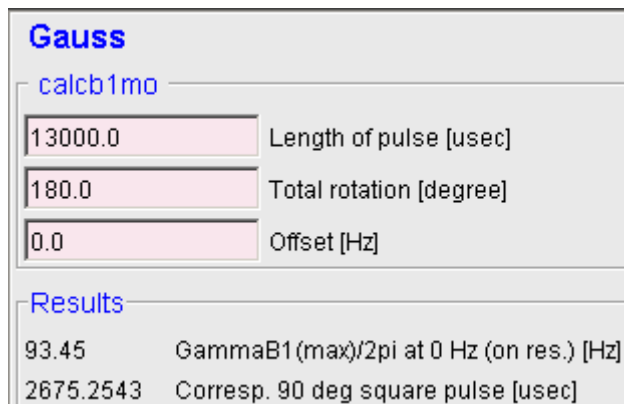 Gauss
calcb1mo
13000.0 Length of pulse [usec]
180.0 Total rotation [degree]
0.0 Offset [Hz]
Results
93.45 GammaB1(max)/2pi at 0 Hz (on res.) [Hz]
2675.2543 Corresp. 90 deg square pulse [usec]